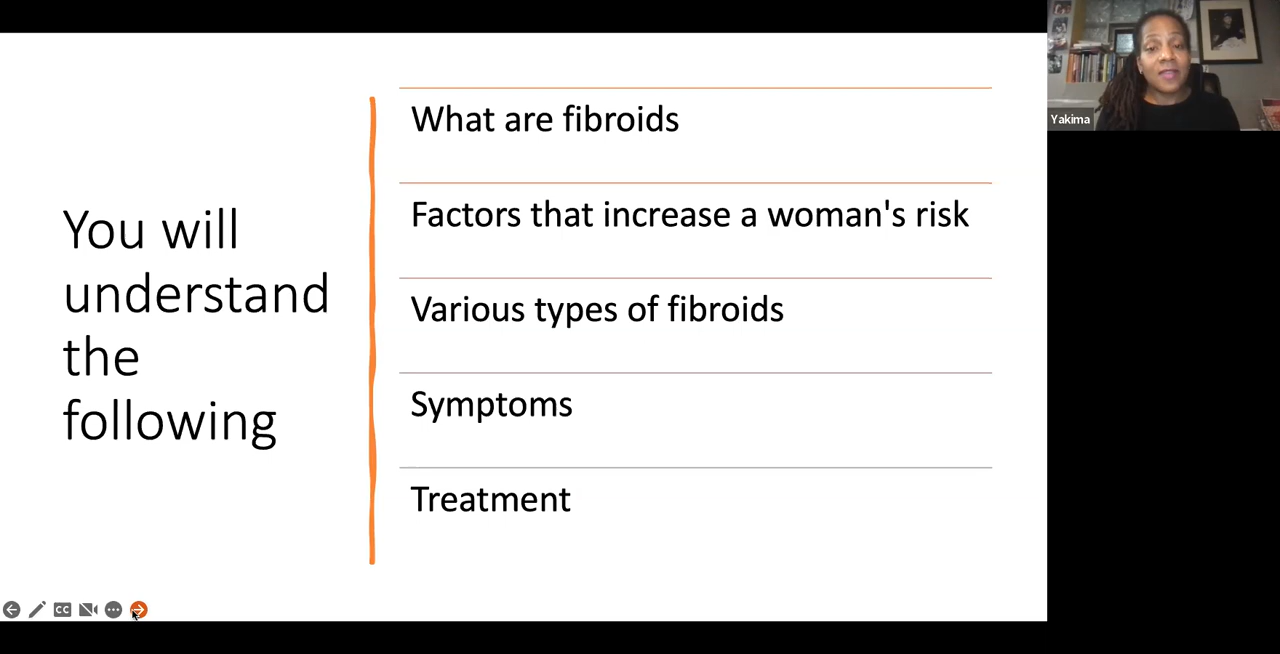 You will
understand
the
following
What are fibroids
Factors that increase a woman's risk
Various types of fibroids
Symptoms
Treatment
Yakima
CC